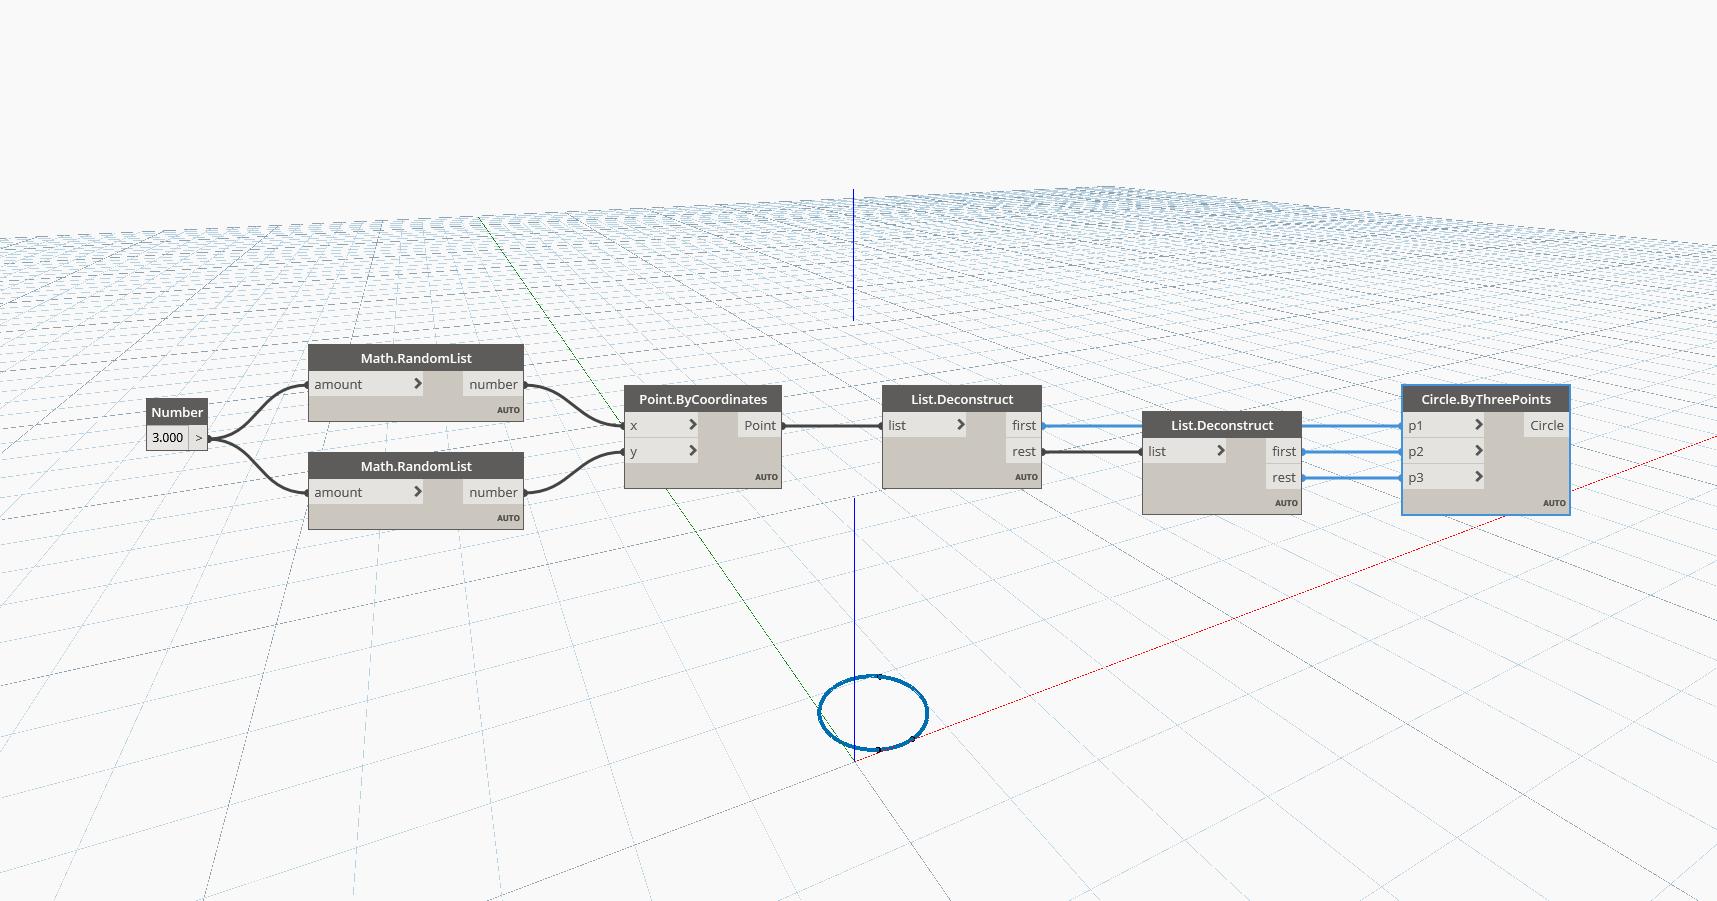 Number
3.000 >
Math.RandomList
amount > number
AUTO
Math.RandomList
amount > number
AUTO
Point.ByCoordinates
x > Point
y >
AUTO
List.Deconstruct
list > first
rest
AUTO
List.Deconstruct
list > first
rest
AUTO
Circle.ByThreePoints
p1 > Circle
p2 >
p3 >
AUTO